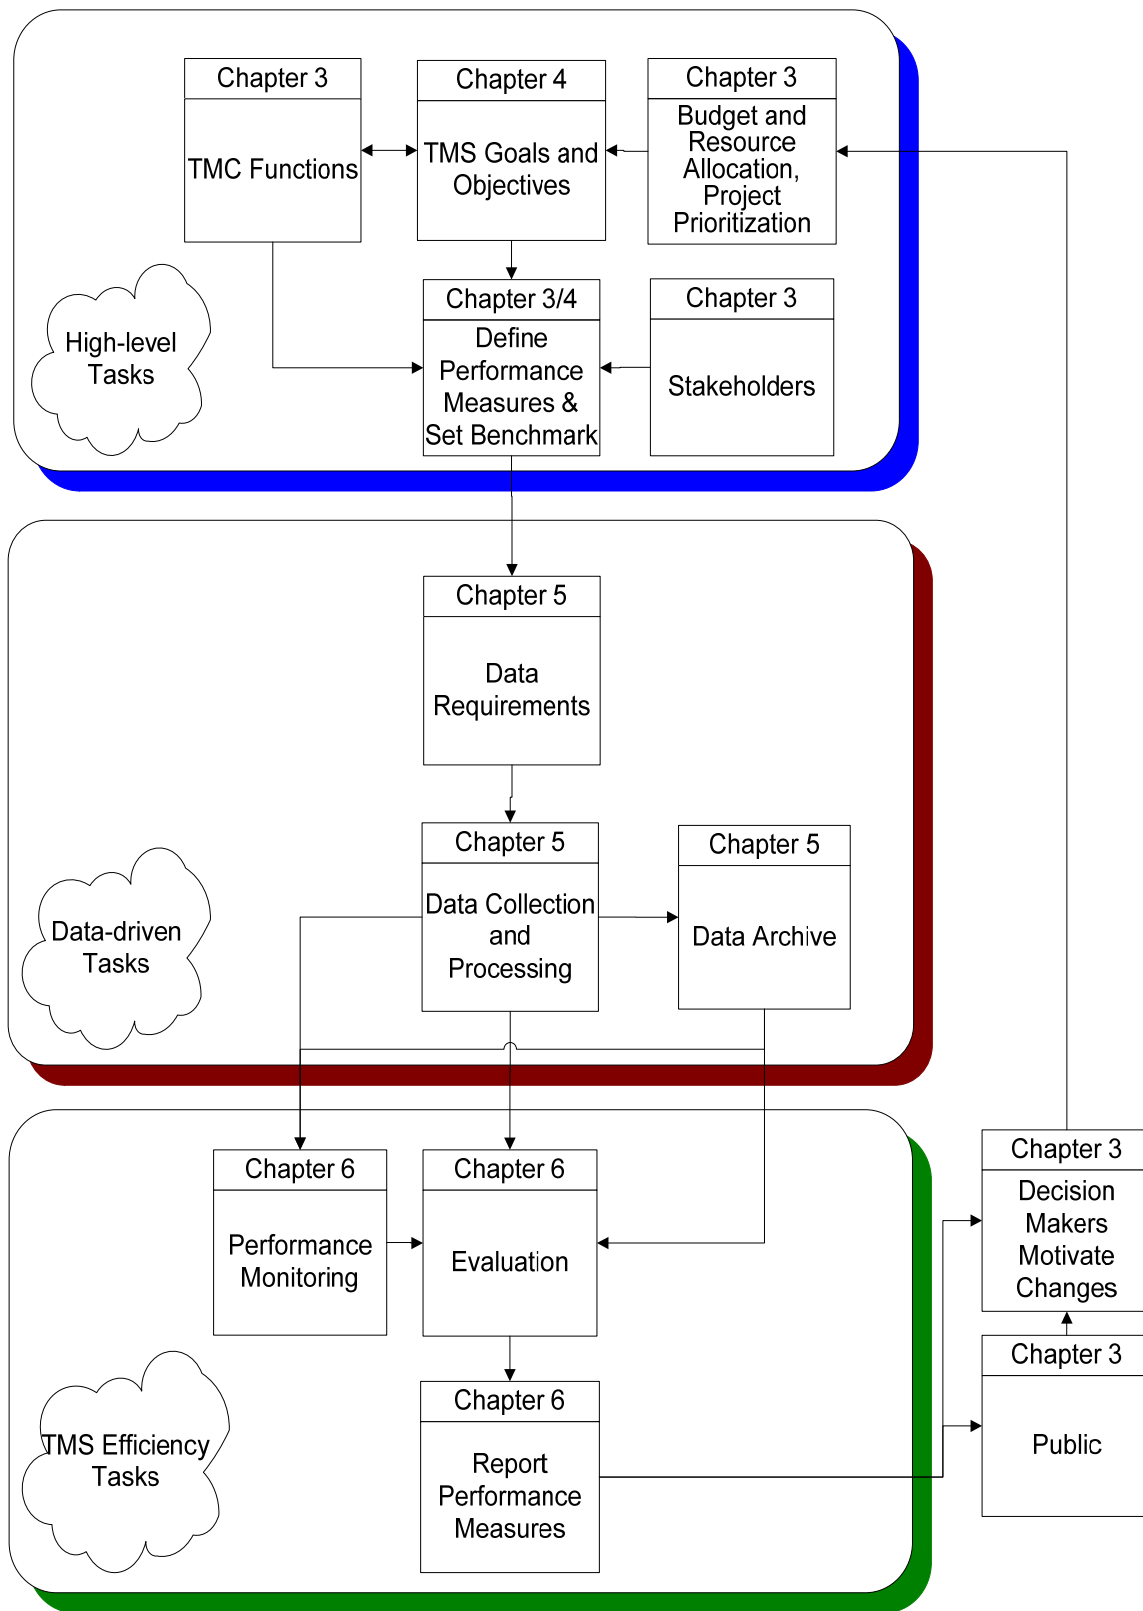 Chapter 3
TMC Functions
Chapter 4
TMS Goals and
Objectives
Chapter 3
Budget and
Resource
Allocation,
Project
Prioritization
High-level
Tasks
Chapter 3/4
Define
Performance
Measures &
Set Benchmark
Chapter 3
Stakeholders
Chapter 5
Data
Requirements
Data-driven
Tasks
Chapter 5
Data Collection
and
Processing
Chapter 5
Data Archive
Chapter 6
Performance
Monitoring
Chapter 6
Evaluation
Chapter 3
Decision
Makers
Motivate
Changes
TMS Efficiency
Tasks
Chapter 6
Report
Performance
Measures
Chapter 3
Public